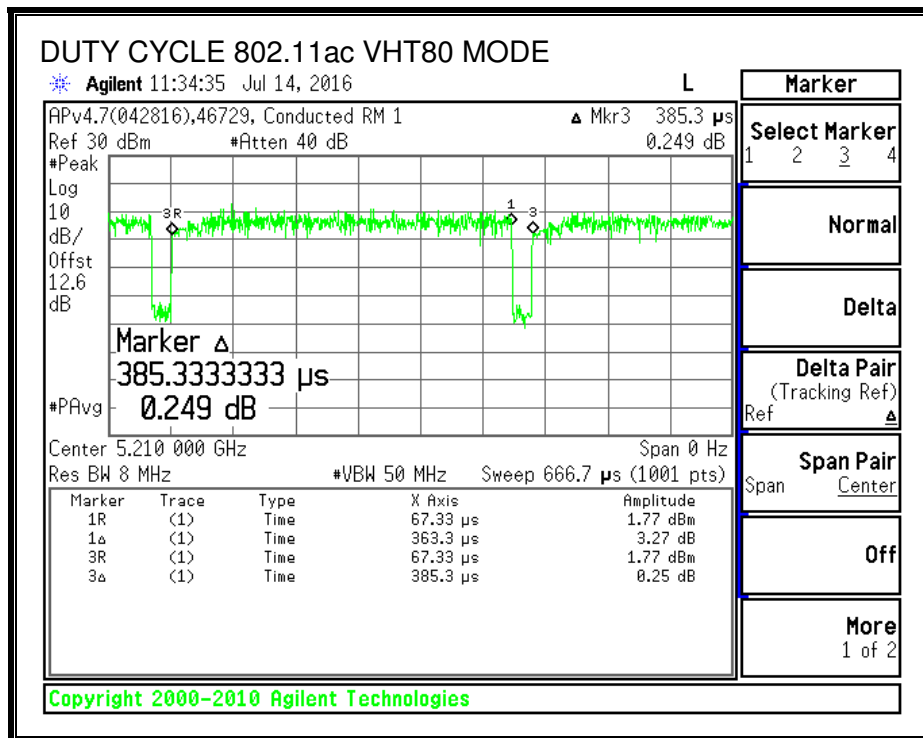 DUTY CYCLE 802.11ac VHT80 MODE
Agilent 11:34:35 Jul 14, 2016 L
APv4.7(042816),46729, Conducted RM 1 Δ Mkr3 385.3 µs
Ref 30 dBm #Atten 40 dB 0.249 dB
#Peak
Log
10
dB/
Offst
12.6
dB
3R
1
3
Marker Δ
385.3333333 µs
0.249 dB
#PAvg
Center 5.210 000 GHz Span 0 Hz
Res BW 8 MHz #VBW 50 MHz Sweep 666.7 µs (1001 pts)
Marker Trace Type X Axis Amplitude
1R (1) Time 67.33 µs 1.77 dBm
1Δ (1) Time 363.3 µs 3.27 dB
3R (1) Time 67.33 µs 1.77 dBm
3Δ (1) Time 385.3 µs 0.25 dB
Marker
Select Marker
1 2 3 4
Normal
Delta
Delta Pair
(Tracking Ref)
Ref Δ
Span Pair
Span Center
Off
More
1 of 2
Copyright 2000-2010 Agilent Technologies